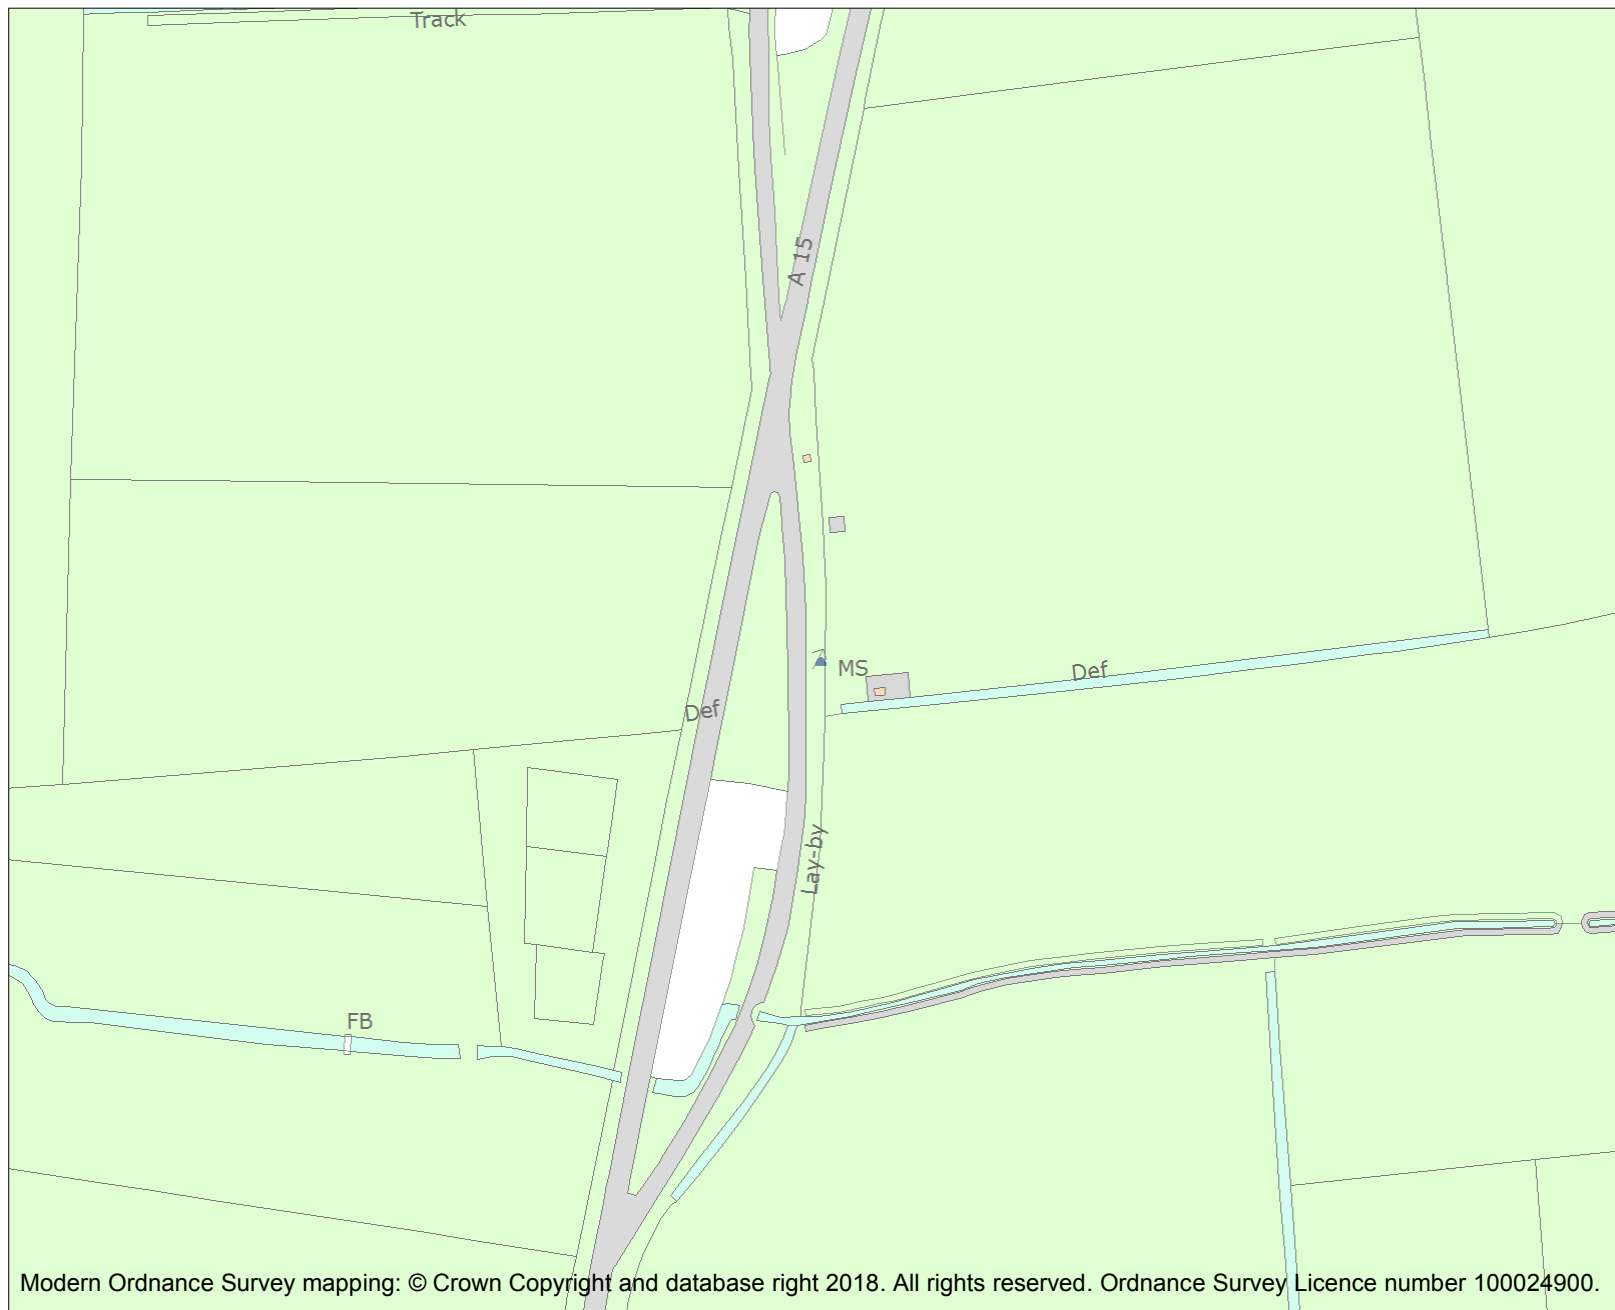 Track
A 15
MS
Def
Def
Lay-by
FB
Modern Ordnance Survey mapping: © Crown Copyright and database right 2018. All rights reserved. Ordnance Survey Licence number 100024900.